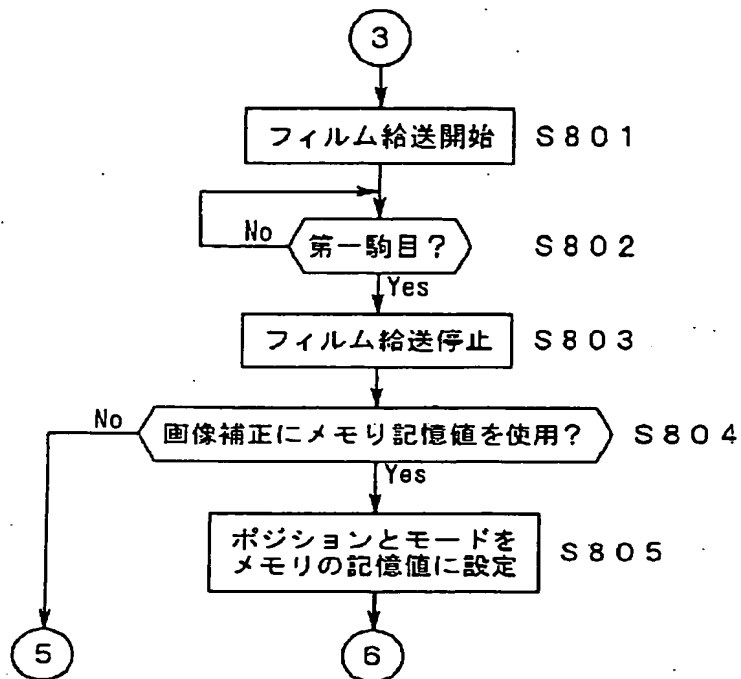 3
フィルム給送開始 S801
No 第一駒目? S802
Yes
フィルム給送停止 S803
No 画像補正にメモリ記憶値を使用? S804
Yes
ポジションとモードを
メモリの記憶値に設定 S805
5 6